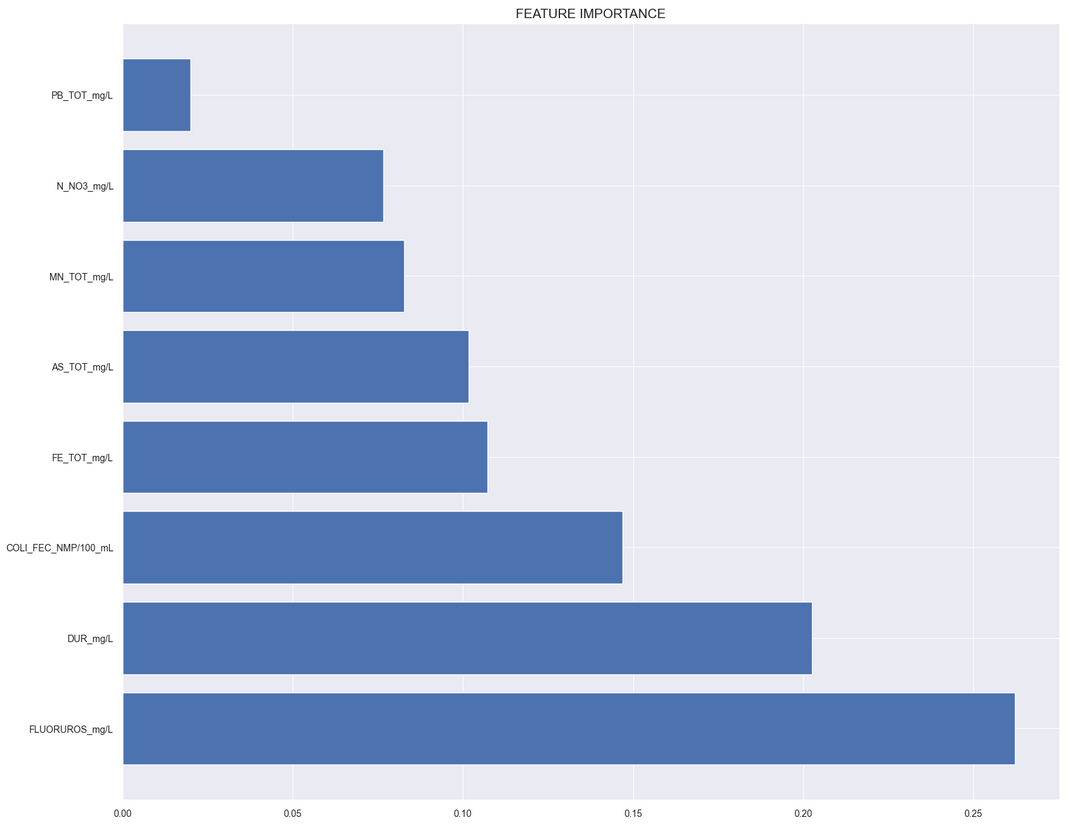 FEATURE IMPORTANCE
PB_TOT_mg/L
N_NO3_mg/L
MN_TOT_mg/L
AS_TOT_mg/L
FE_TOT_mg/L
COLI_FEC_NMP/100_mL
DUR_mg/L
FLUORUROS_mg/L
0.00 0.05 0.10 0.15 0.20 0.25